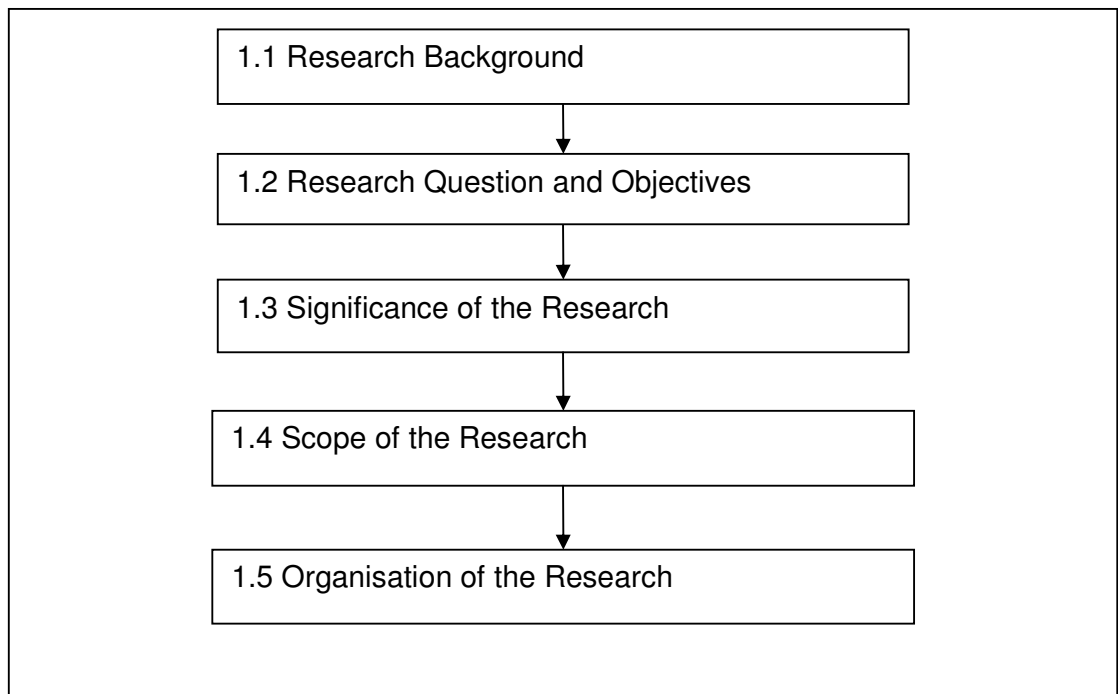 1.1 Research Background
1.2 Research Question and Objectives
1.3 Significance of the Research
1.4 Scope of the Research
1.5 Organisation of the Research